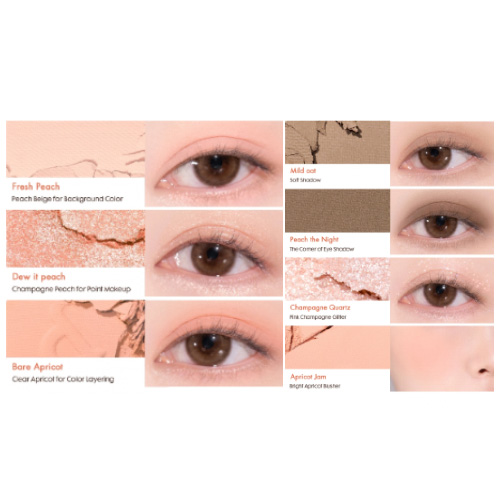 Fresh Peach
Peach Beige for Background Color
Dew it peach
Champagne Peach for Point Makeup
Bare Apricot
Clear Apricot for Color Layering
Mild oat
Soft Shadow
Peach the Night
The Corner of Eye Shadow
Champagne Quartz
Pink Champagne Glitter
Apricot Jam
Bright Apricot Blusher